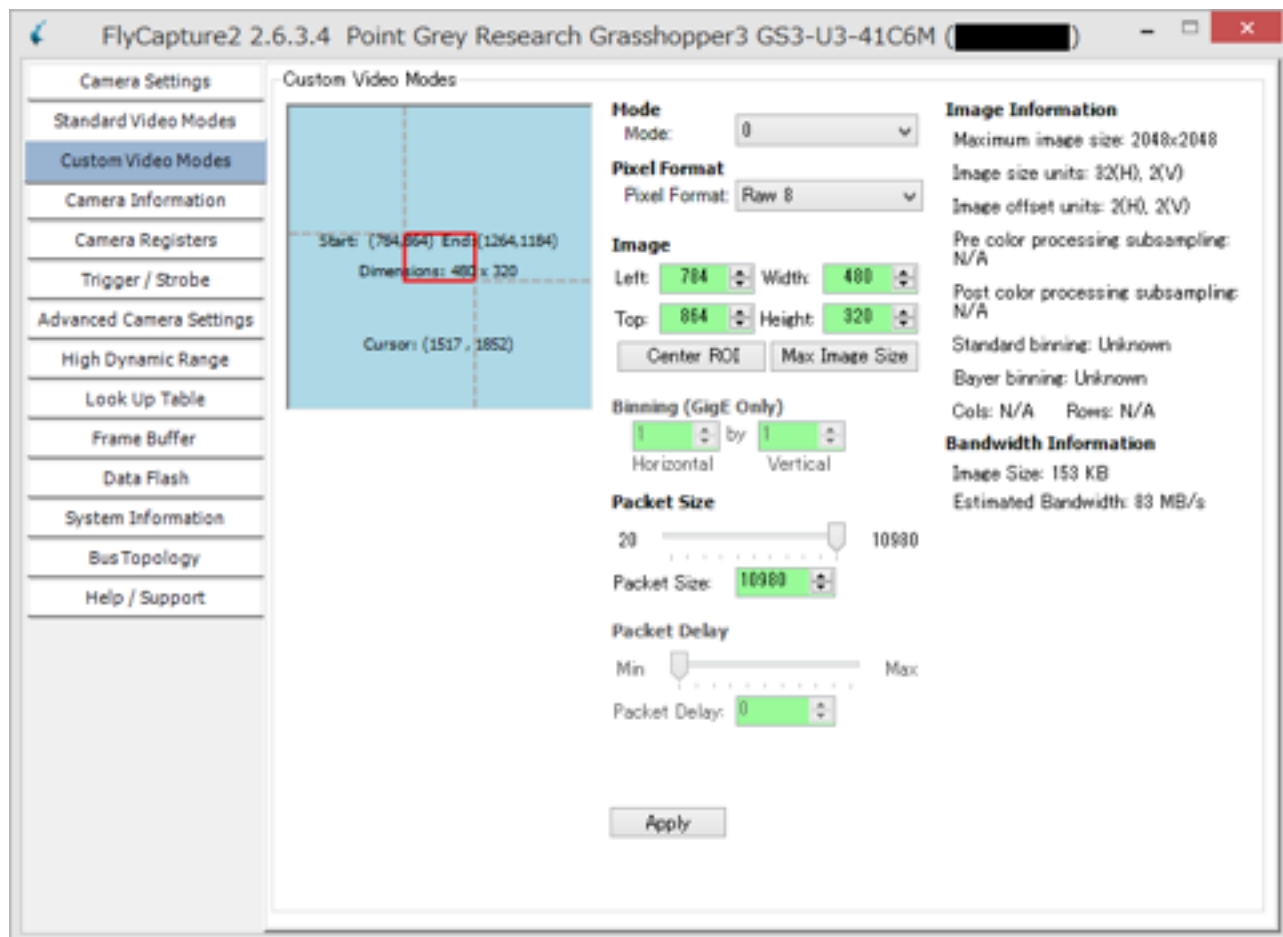 FlyCapture2 2.6.3.4 Point Grey Research Grasshopper3 GS3-U3-41C6M ( )
Camera Settings
Standard Video Modes
Custom Video Modes
Camera Information
Camera Registers
Trigger / Strobe
Advanced Camera Settings
High Dynamic Range
Look Up Table
Frame Buffer
Data Flash
System Information
Bus Topology
Help / Support
Custom Video Modes
Start: (784,864) End:(1264,1184)
Dimensions: 480 x 320
Cursor: (1517 , 1852)
Mode
Mode: 0
Pixel Format
Pixel Format: Raw 8
Image
Left: 784 Width: 480
Top: 864 Height: 320
Center ROI Max Image Size
Binning (GigE Only)
1 by 1
Horizontal Vertical
Packet Size
20 10980
Packet Size: 10980
Packet Delay
Min Max
Packet Delay: 0
Apply
Image Information
Maximum image size: 2048x2048
Image size units: 32(H), 2(V)
Image offset units: 2(H), 2(V)
Pre color processing subsampling:
N/A
Post color processing subsampling:
N/A
Standard binning: Unknown
Bayer binning: Unknown
Cols: N/A Rows: N/A
Bandwidth Information
Image Size: 153 KB
Estimated Bandwidth: 83 MB/s